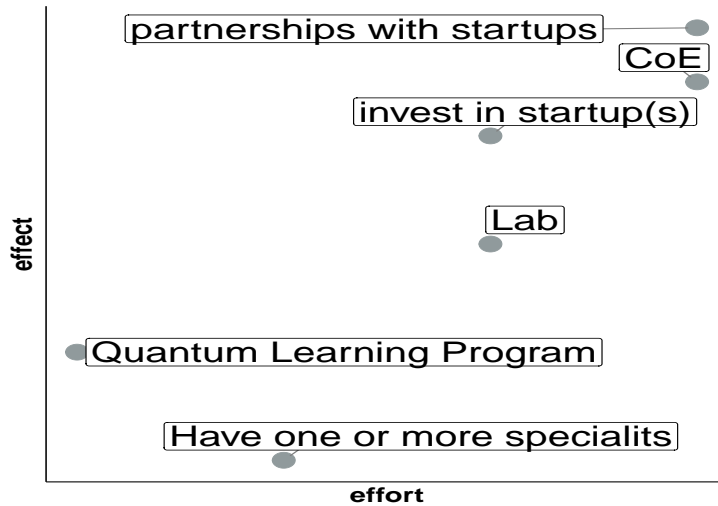 partnerships with startups
CoE
invest in startup(s)
Lab
effect
Quantum Learning Program
Have one or more specialits
effort